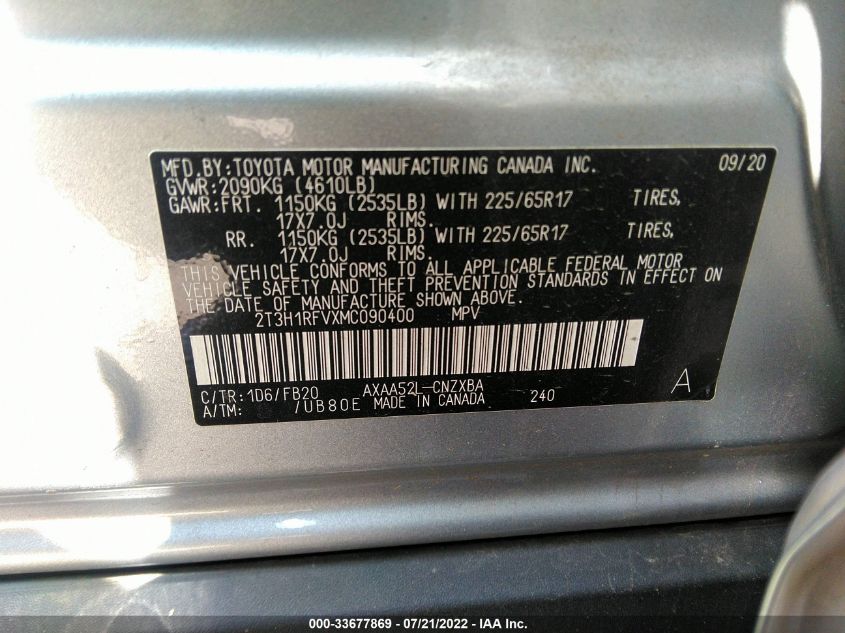 MFD.BY:TOYOTA MOTOR MANUFACTURING CANADA INC. 09/20
GVWR:2090KG (4610LB)
GAWR:FRT. 1150KG (2535LB) WITH 225/65R17 TIRES,
17X7.0J RIMS.
RR. 1150KG (2535LB) WITH 225/65R17 TIRES,
17X7.0J RIMS.
THIS VEHICLE CONFORMS TO ALL APPLICABLE FEDERAL MOTOR
VEHICLE SAFETY AND THEFT PREVENTION STANDARDS IN EFFECT ON
THE DATE OF MANUFACTURE SHOWN ABOVE.
2T3H1RFVXMC090400 MPV
C/TR:1D6/FB20 AXAA52L-CNZXBA A
A/TM: /UB80E MADE IN CANADA 240
000-33677869 / 07/21/2022 - IAA Inc.